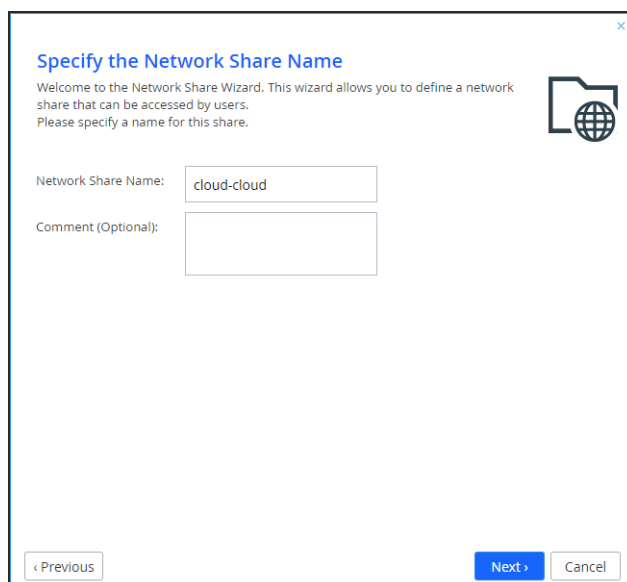 ×
Specify the Network Share Name
Welcome to the Network Share Wizard. This wizard allows you to define a network
share that can be accessed by users.
Please specify a name for this share.
Network Share Name:
cloud-cloud
Comment (Optional):
‹ Previous
Next ›
Cancel